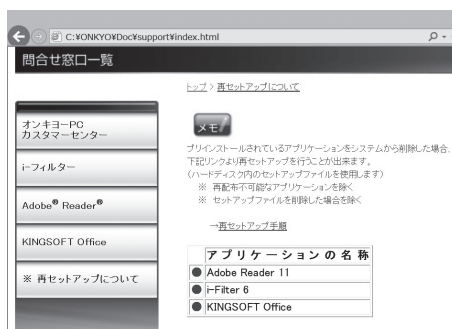 C:¥ONKYO¥Doc¥support¥index.html
問合せ窓口一覧
トップ > 再セットアップについて
オンキヨーPC
カスタマーセンター
i-フィルター
Adobe® Reader®
KINGSOFT Office
※ 再セットアップについて
メモ
プリインストールされているアプリケーションをシステムから削除した場合、
下記リンクより再セットアップを行うことが出来ます。
(ハードディスク内のセットアップファイルを使用します)
※ 再配布不可能なアプリケーションを除く
※ セットアップファイルを削除した場合を除く
→再セットアップ手順
アプリケーションの名称
● Adobe Reader 11
● i-Filter 6
● KINGSOFT Office